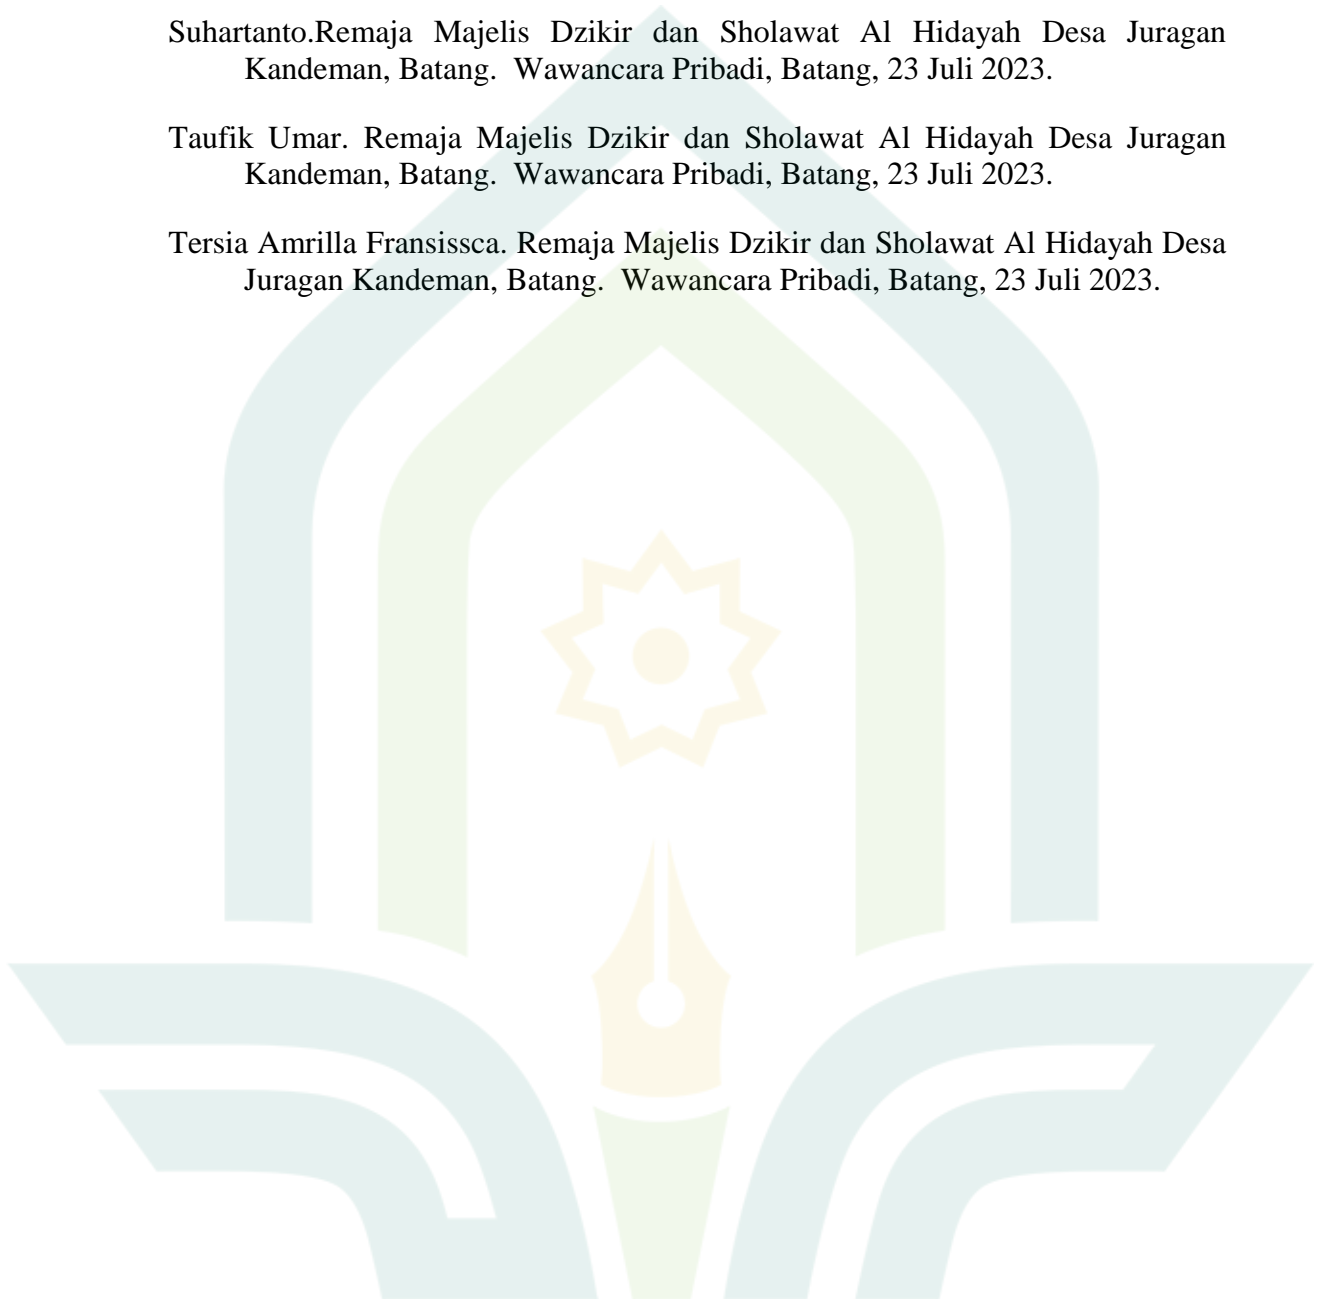 Suhartanto.Remaja Majelis Dzikir dan Sholawat Al Hidayah Desa Juragan
Kandeman, Batang.  Wawancara Pribadi, Batang, 23 Juli 2023.
Taufik Umar. Remaja Majelis Dzikir dan Sholawat Al Hidayah Desa Juragan
Kandeman, Batang.  Wawancara Pribadi, Batang, 23 Juli 2023.
Tersia Amrilla Fransissca. Remaja Majelis Dzikir dan Sholawat Al Hidayah Desa
Juragan Kandeman, Batang.  Wawancara Pribadi, Batang, 23 Juli 2023.